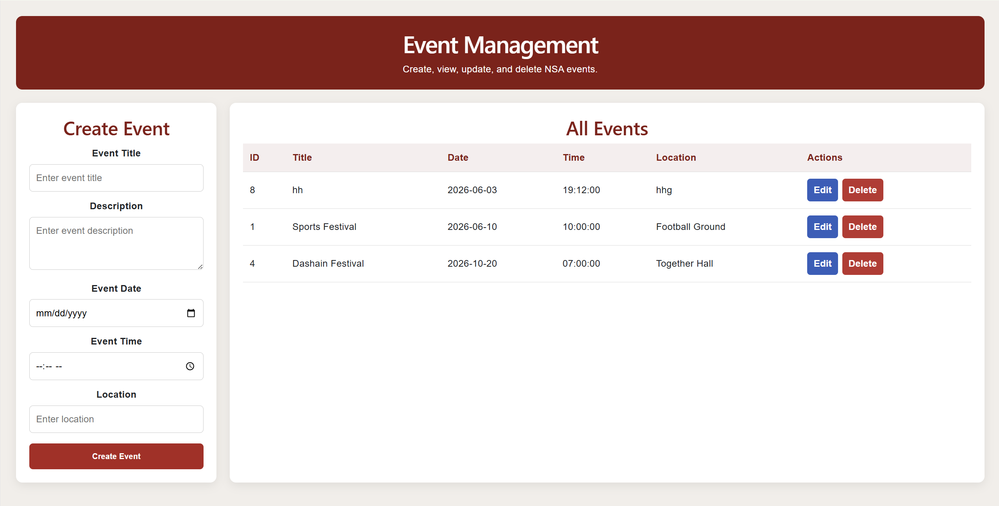 Event Management
Create, view, update, and delete NSA events.
Create Event
Event Title
Enter event title
Description
Enter event description
Event Date
mm/dd/yyyy
Event Time
--:-- --
Location
Enter location
Create Event
All Events
ID Title Date Time Location Actions
8 hh 2026-06-03 19:12:00 hhg Edit Delete
1 Sports Festival 2026-06-10 10:00:00 Football Ground Edit Delete
4 Dashain Festival 2026-10-20 07:00:00 Together Hall Edit Delete